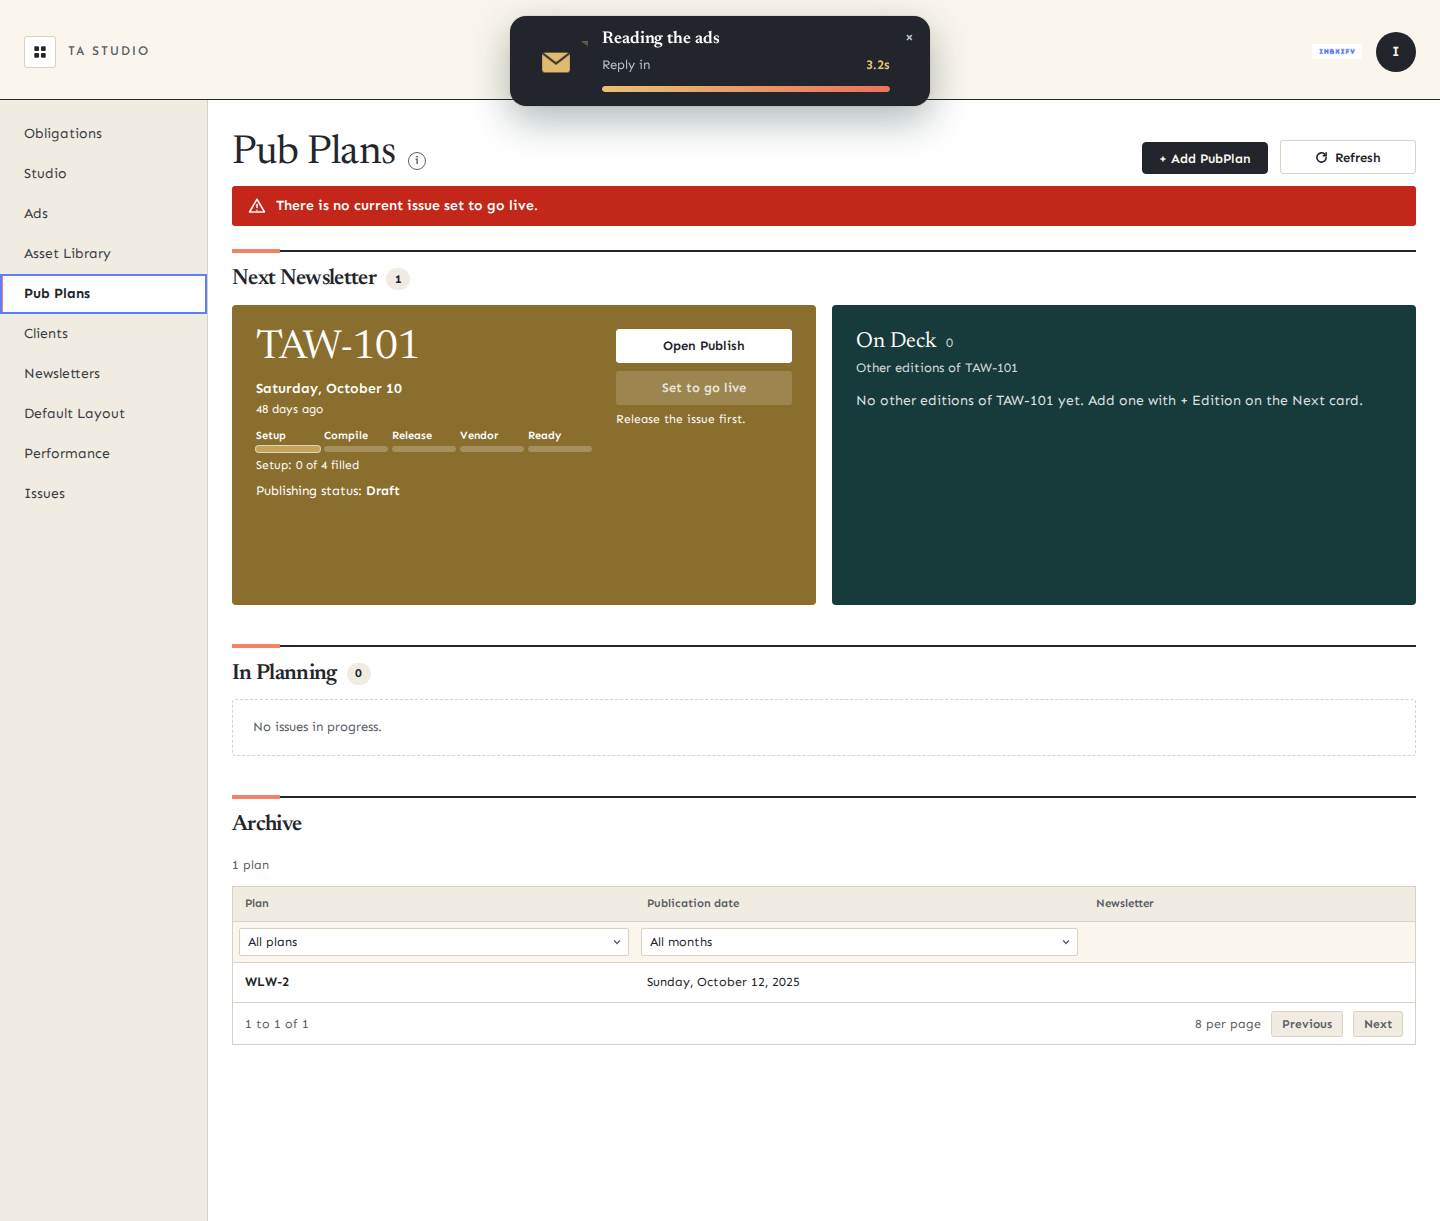 TA STUDIO
Reading the ads
×
Reply in
3.2s
INBXIFY
I
Obligations
Studio
Ads
Asset Library
Pub Plans
Clients
Newsletters
Default Layout
Performance
Issues
Pub Plans
i
+ Add PubPlan
Refresh
There is no current issue set to go live.
Next Newsletter 1
TAW-101
Saturday, October 10
48 days ago
Setup Compile Release Vendor Ready
Setup: 0 of 4 filled
Publishing status: Draft
Open Publish
Set to go live
Release the issue first.
On Deck 0
Other editions of TAW-101
No other editions of TAW-101 yet. Add one with + Edition on the Next card.
In Planning 0
No issues in progress.
Archive
1 plan
Plan Publication date Newsletter
All plans All months
WLW-2 Sunday, October 12, 2025
1 to 1 of 1 8 per page Previous Next